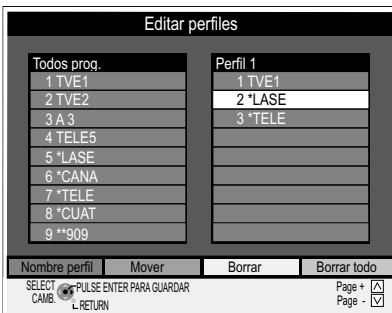 Editar perfiles
Todos prog.
1 TVE1
2 TVE2
3 A 3
4 TELE5
5 *LASE
6 *CANA
7 *TELE
8 *CUAT
9 **909
Perfil 1
1 TVE1
2 *LASE
3 *TELE
Nombre perfil Mover Borrar Borrar todo
SELECT PULSE ENTER PARA GUARDAR
CAMB. RETURN
Page +
Page -